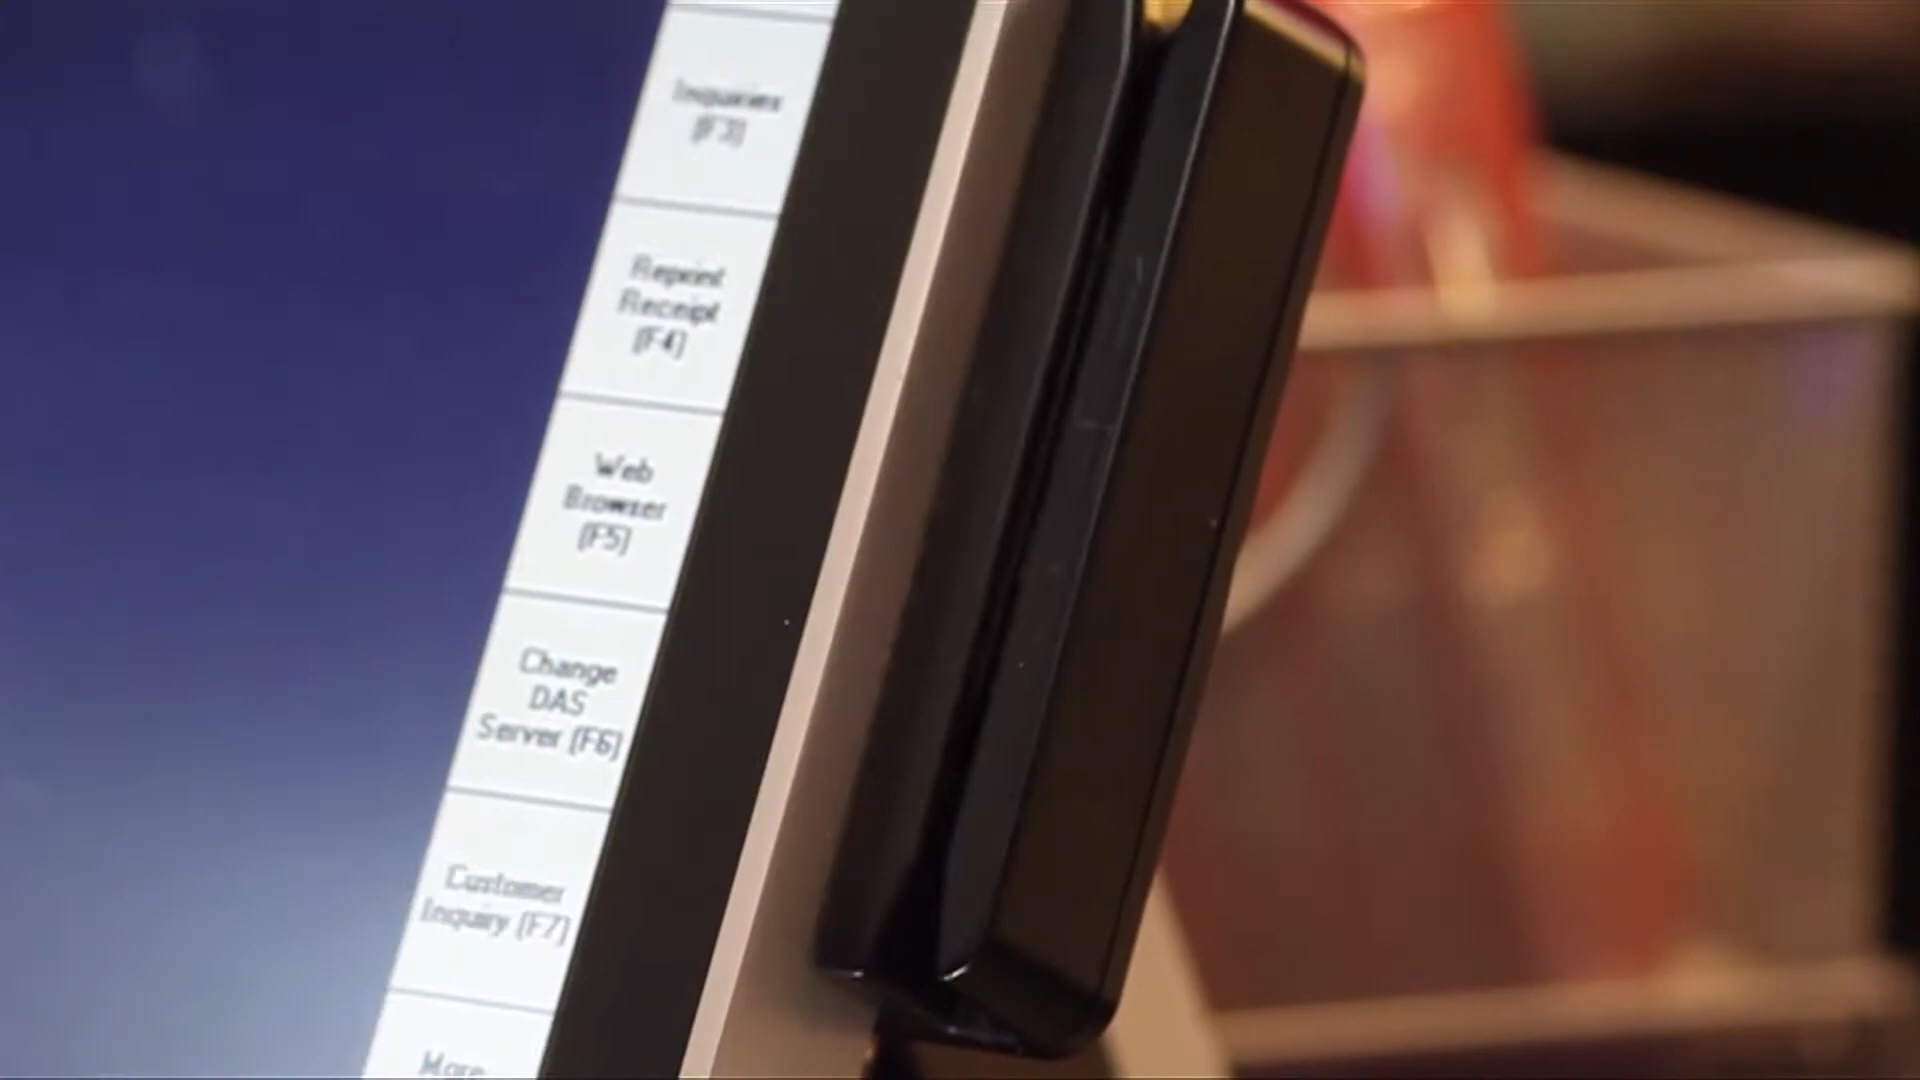 Inquiries
(F3)
Reprint
Receipt
(F4)
Web
Browser
(F5)
Change
DAS
Server (F6)
Customer
Inquiry (F7)
More